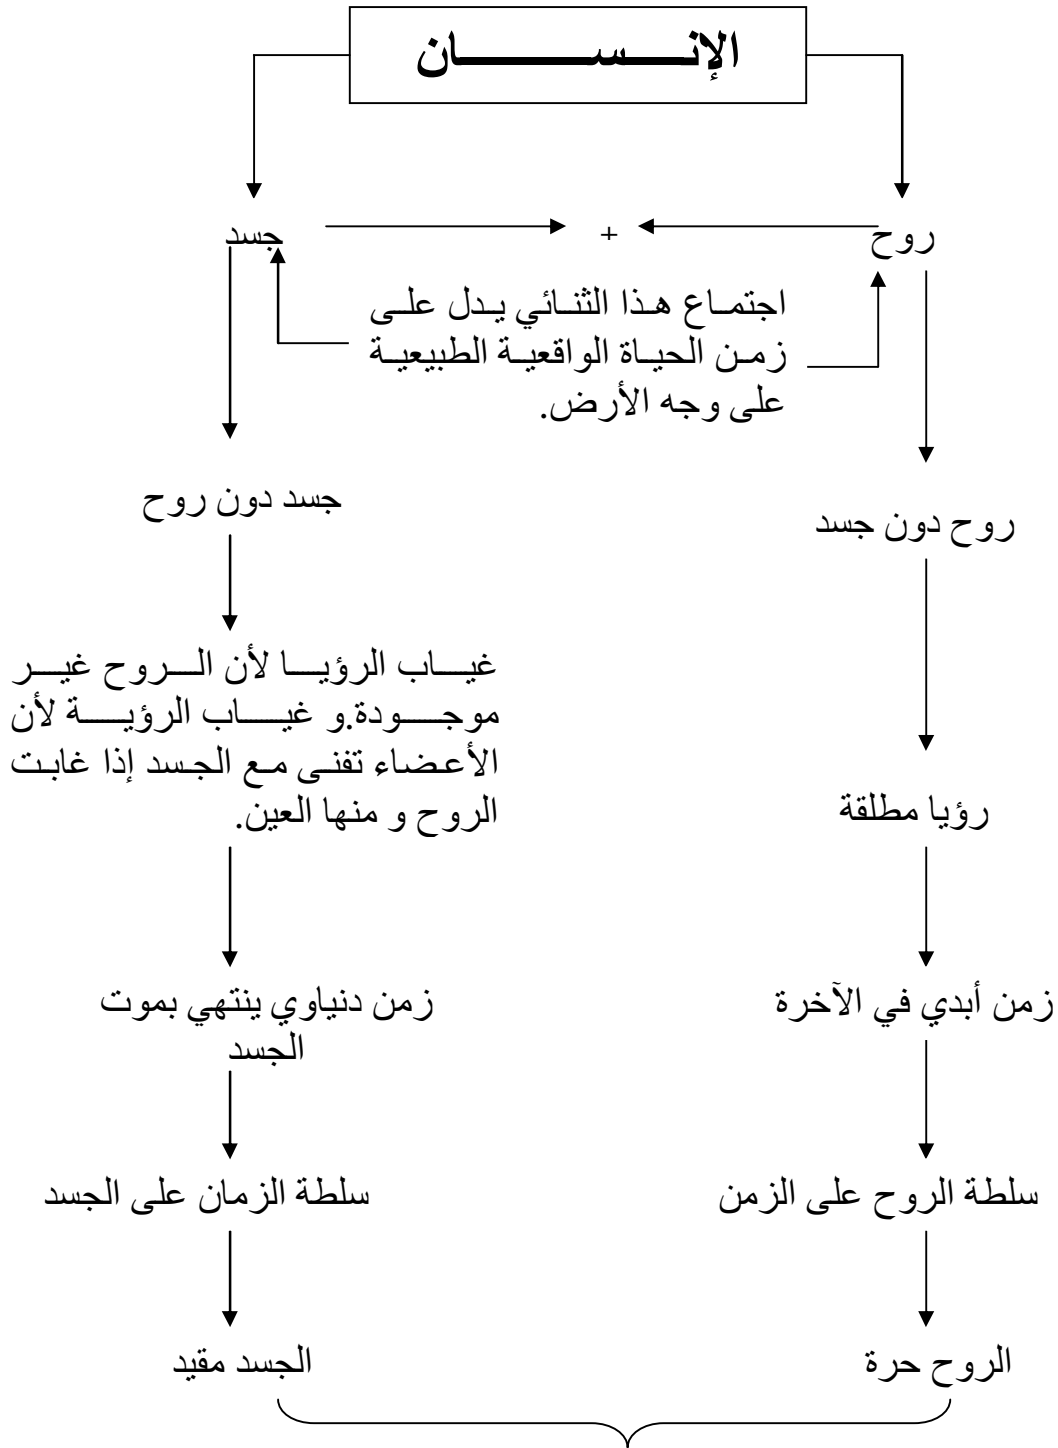 الإنسان
روح + جسد
اجتماع هذا الثنائي يدل على
زمن الحياة الواقعية الطبيعية
على وجه الأرض.
جسد دون روح
روح دون جسد
غياب الرؤيا لأن الروح غير
موجودة.و غياب الرؤية لأن
الأعضاء تفنى مع الجسد إذا غابت
الروح و منها العين.
رؤيا مطلقة
زمن أبدي في الآخرة
زمن دنياوي ينتهي بموت
الجسد
سلطة الروح على الزمن
سلطة الزمان على الجسد
الروح حرة
الجسد مقيد